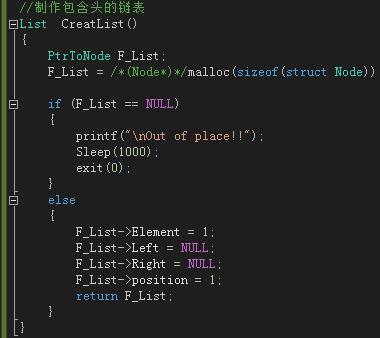 //制作包含头的链表
List  CreatList()
{
    PtrToNode F_List;
    F_List = /*(Node*)*/malloc(sizeof(struct Node))

    if (F_List == NULL)
    {
        printf("\nOut of place!!");
        Sleep(1000);
        exit(0);
    }
    else
    {
        F_List->Element = 1;
        F_List->Left = NULL;
        F_List->Right = NULL;
        F_List->position = 1;
        return F_List;
    }
}